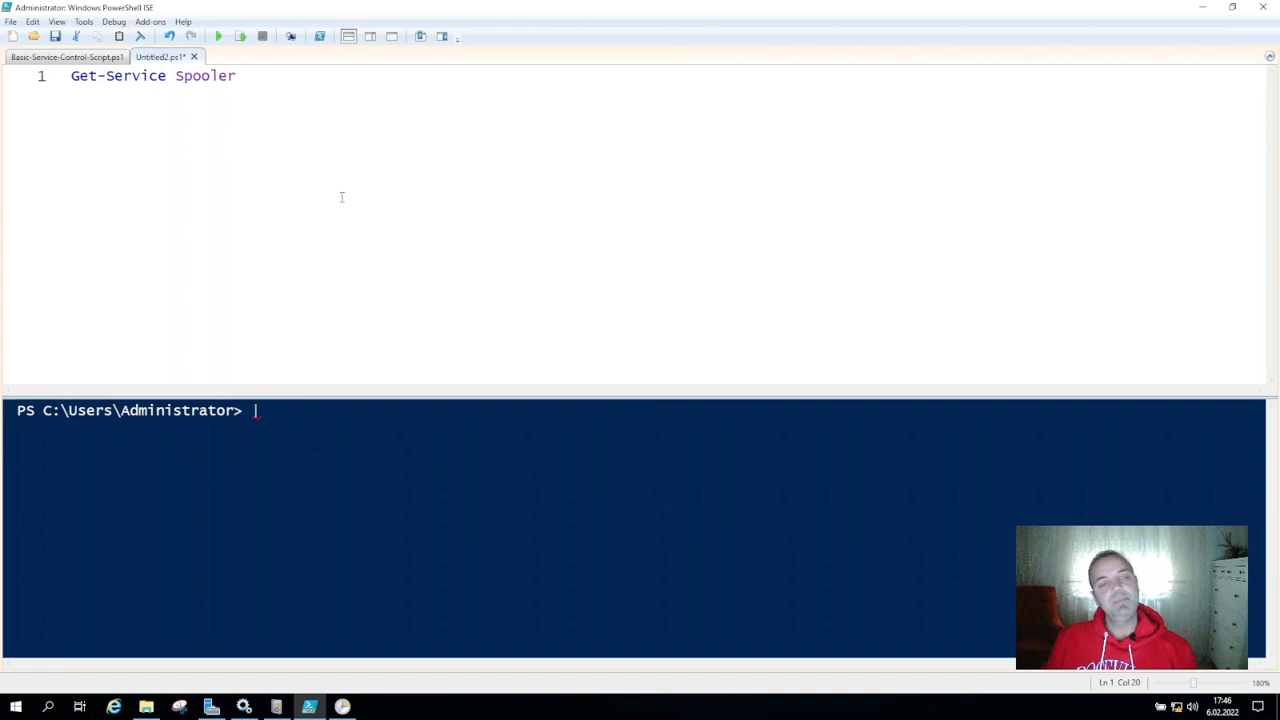 Administrator: Windows PowerShell ISE
File Edit View Tools Debug Add-ons Help
Basic-Service-Control-Script.ps1 Untitled2.ps1*
1 Get-Service Spooler
PS C:\Users\Administrator>
Ln 1 Col 20 180%
17:46
6.02.2022